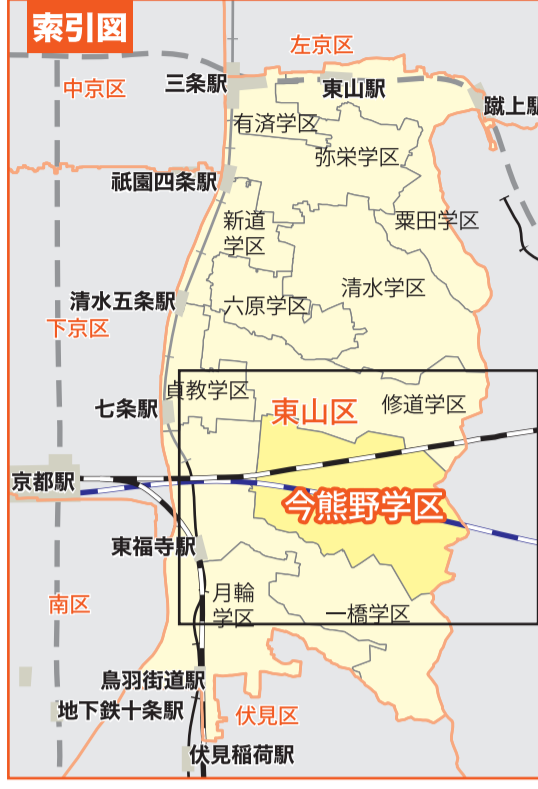 索引図
左京区
中京区
三条駅
東山駅
蹴上駅
有済学区
弥栄学区
祇園四条駅
新道
学区
粟田学区
清水学区
清水五条駅
六原学区
下京区
貞教学区
修道学区
七条駅
東山区
京都駅
今熊野学区
東福寺駅
月輪
学区
一橋学区
南区
鳥羽街道駅
地下鉄十条駅
伏見区
伏見稲荷駅